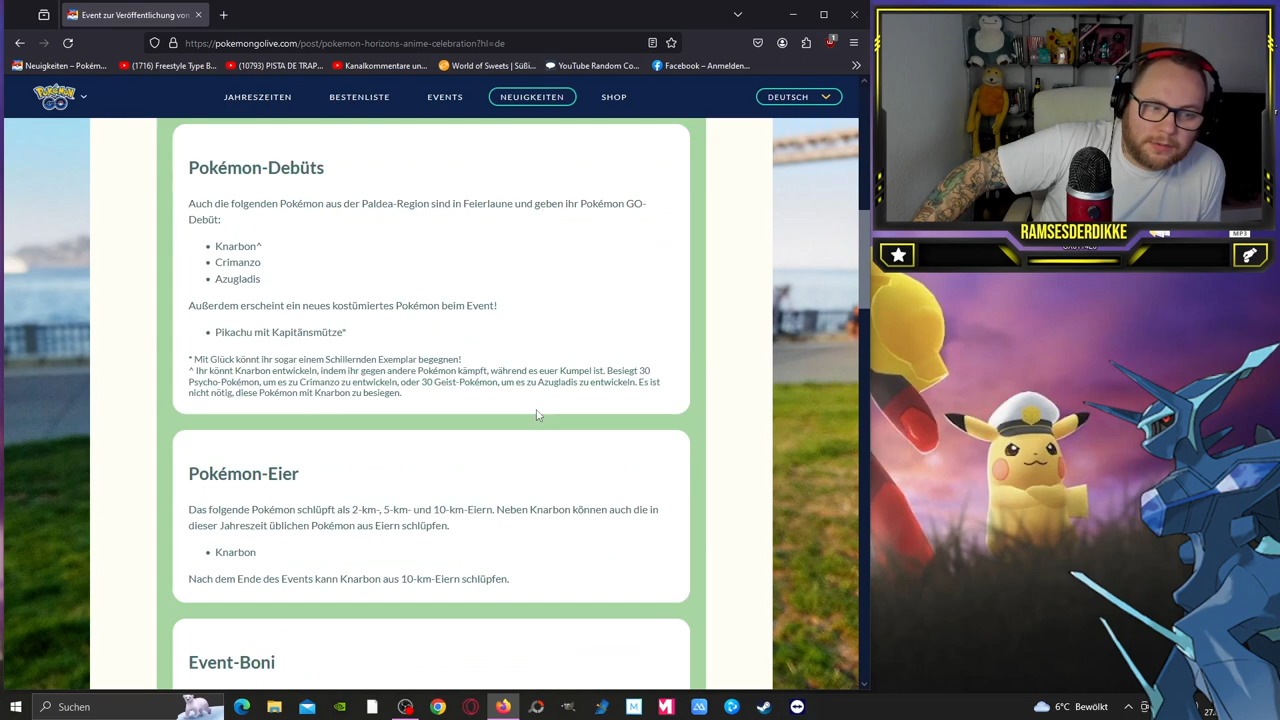 Event zur Veröffentlichung von
https://pokemongolive.com/post/pokemon-horizons-anime-celebration?hl=de
1
Neuigkeiten – Pokém...
(1716) Freestyle Type B...
(10793) PISTA DE TRAP...
Kanalkommentare un...
World of Sweets | Süßi...
YouTube Random Co...
Facebook – Anmelden...
Pokémon GO
JAHRESZEITEN
BESTENLISTE
EVENTS
NEUIGKEITEN
SHOP
DEUTSCH
Pokémon-Debüts
Auch die folgenden Pokémon aus der Paldea-Region sind in Feierlaune und geben ihr Pokémon GO-
Debüt:
• Knarbon^
• Crimanzo
• Azugladis
Außerdem erscheint ein neues kostümiertes Pokémon beim Event!
• Pikachu mit Kapitänsmütze*
* Mit Glück könnt ihr sogar einem Schillernden Exemplar begegnen!
^ Ihr könnt Knarbon entwickeln, indem ihr gegen andere Pokémon kämpft, während es euer Kumpel ist. Besiegt 30
Psycho-Pokémon, um es zu Crimanzo zu entwickeln, oder 30 Geist-Pokémon, um es zu Azugladis zu entwickeln. Es ist
nicht nötig, diese Pokémon mit Knarbon zu besiegen.
Pokémon-Eier
Das folgende Pokémon schlüpft als 2-km-, 5-km- und 10-km-Eiern. Neben Knarbon können auch die in
dieser Jahreszeit üblichen Pokémon aus Eiern schlüpfen.
• Knarbon
Nach dem Ende des Events kann Knarbon aus 10-km-Eiern schlüpfen.
Event-Boni
RAMSESDERDIKKE
MP3
Suchen
6°C Bewölkt
27.